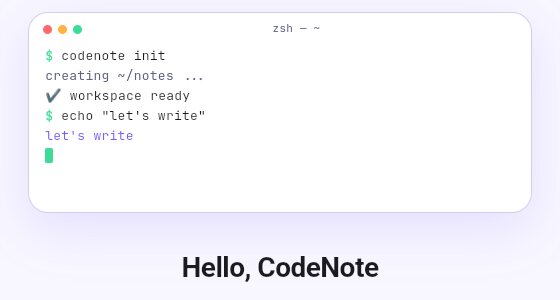 zsh — ~
$ codenote init
creating ~/notes ...
✔ workspace ready
$ echo "let's write"
let's write
Hello, CodeNote